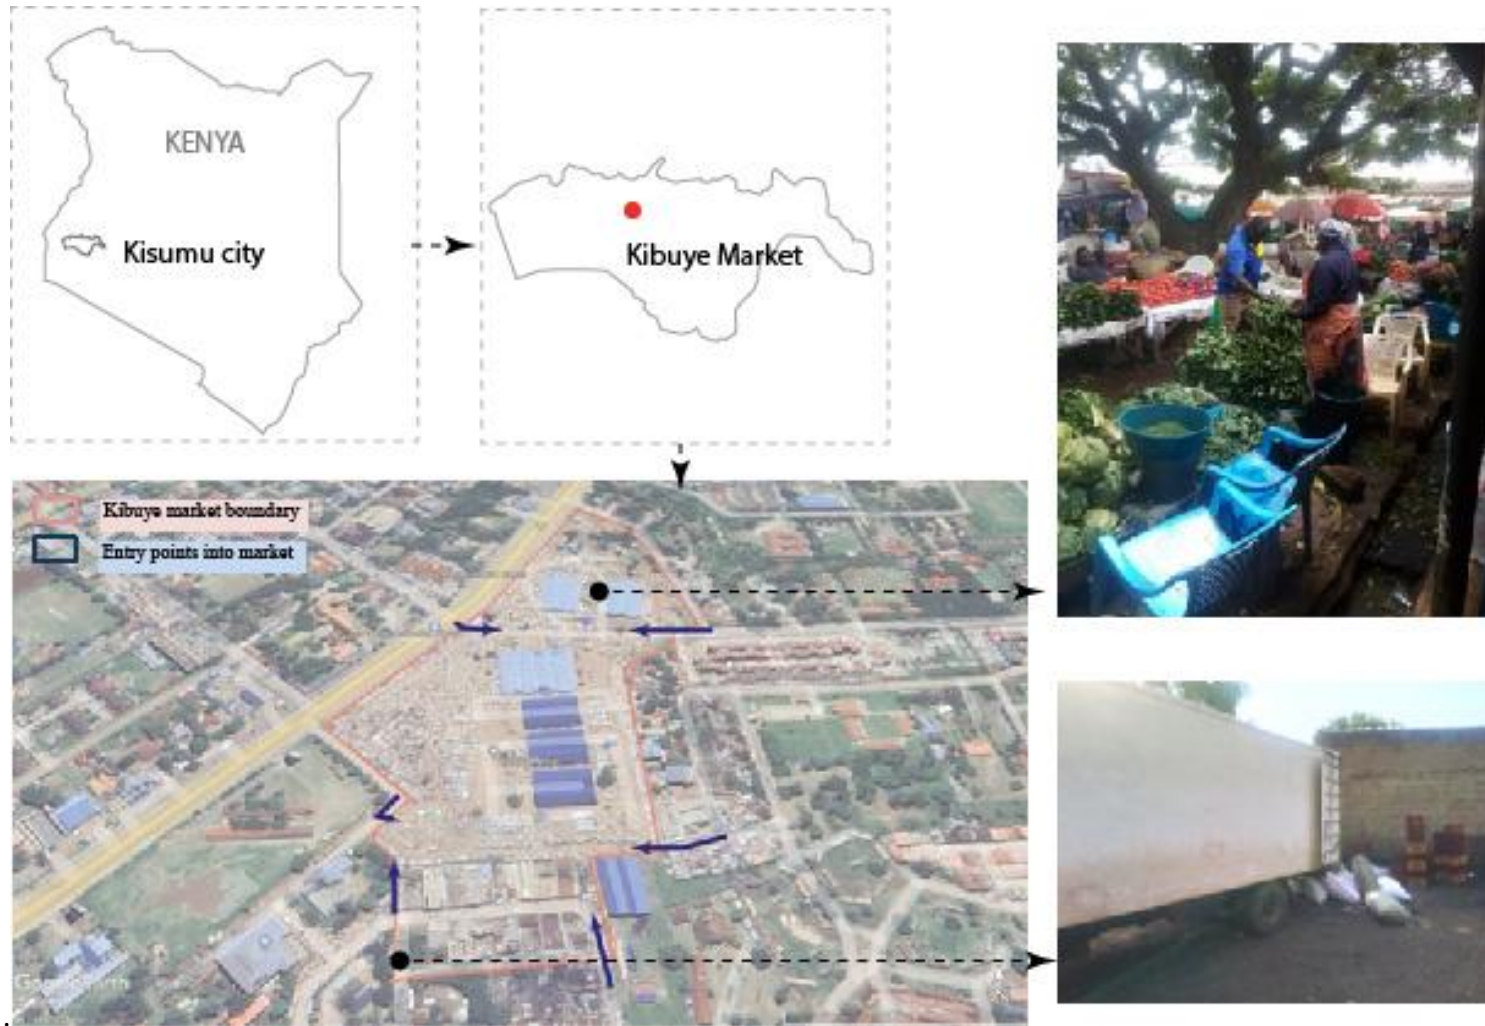 KENYA
Kisumu city
Kibuye Market
Kibuye market boundary
Entry points into market